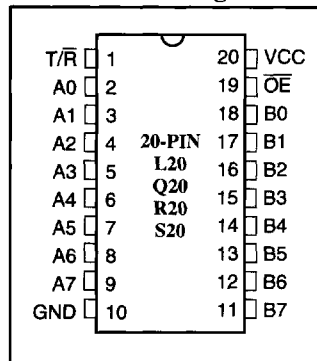 T/R̅ 1 20 VCC
A0 2 19 O̅E̅
A1 3 18 B0
A2 4 20-PIN 17 B1
A3 5 L20 16 B2
A4 6 Q20 15 B3
A5 7 R20 14 B4
A6 8 S20 13 B5
A7 9 12 B6
GND 10 11 B7